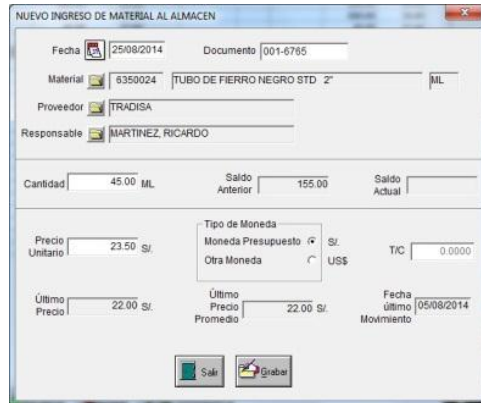 NUEVO INGRESO DE MATERIAL AL ALMACEN
Fecha 25/08/2014 Documento 001-6765
Material 6350024 TUBO DE FIERRO NEGRO STD 2" ML
Proveedor TRADISA
Responsable MARTINEZ, RICARDO
Cantidad 45.00 ML Saldo Anterior 155.00 Saldo Actual
Tipo de Moneda
Precio Unitario 23.50 S/. Moneda Presupuesto S/. T/C 0.0000
Otra Moneda US$
Último Precio 22.00 S/. Último Precio Promedio 22.00 S/. Fecha último Movimiento 05/08/2014
Salir Grabar